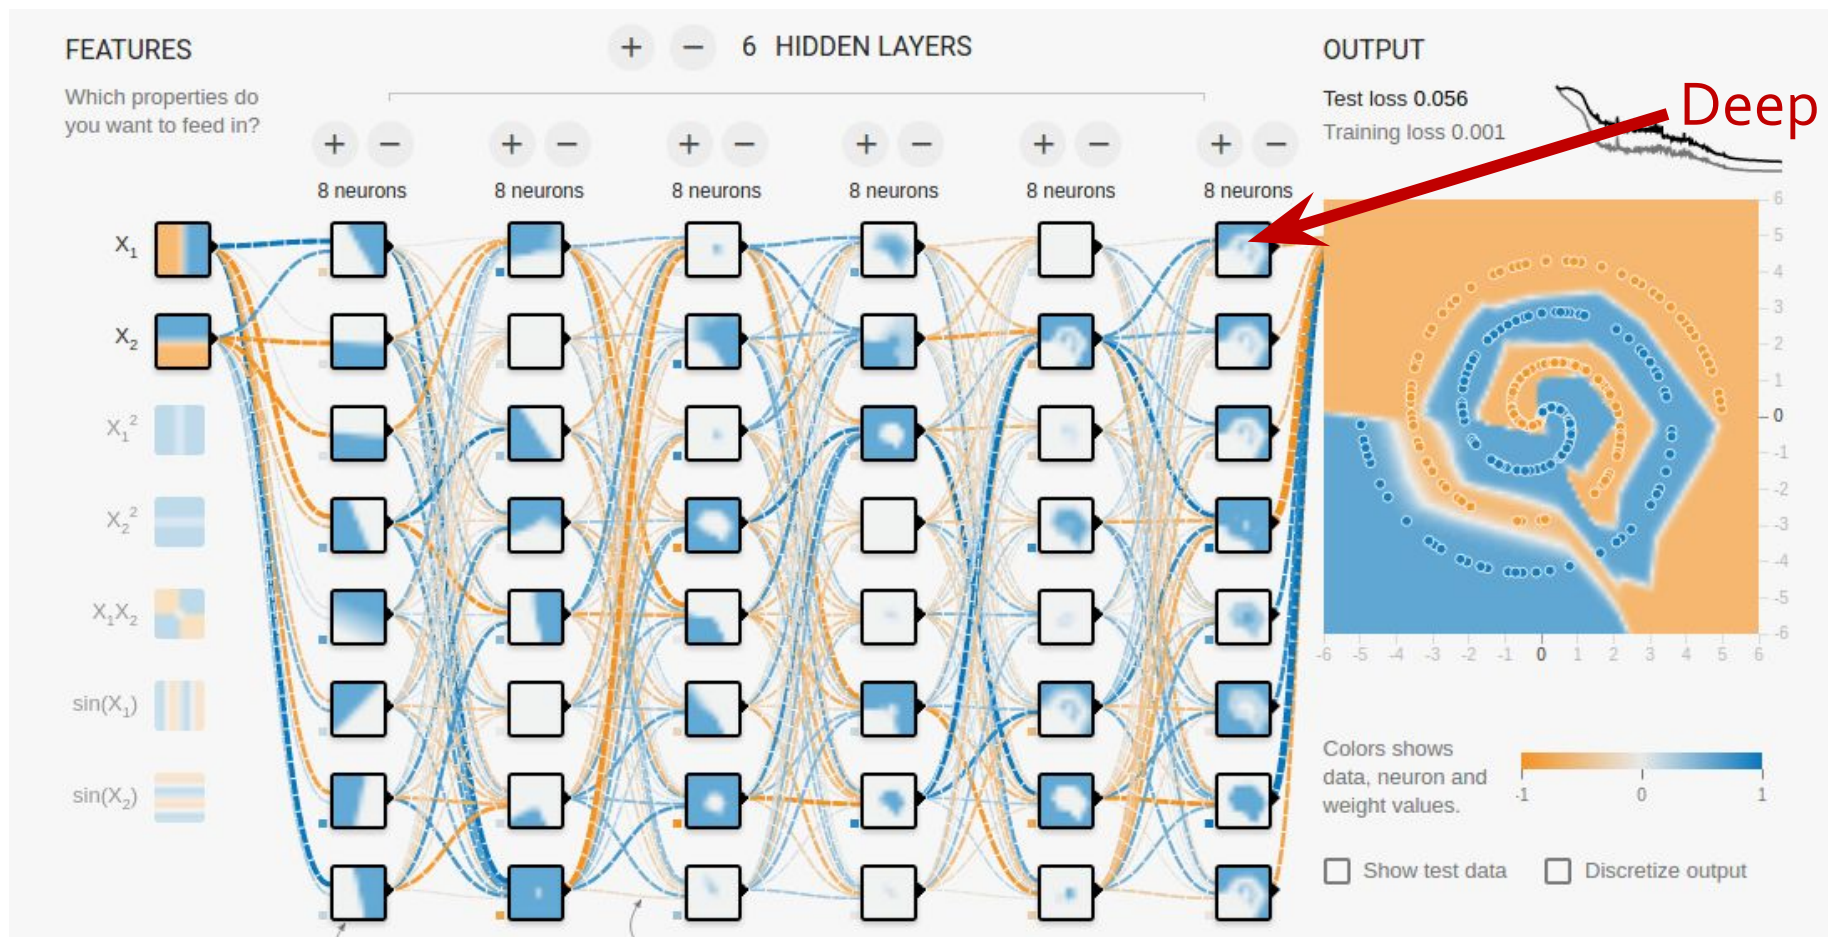 FEATURES
Which properties do
you want to feed in?
+ − 6 HIDDEN LAYERS
+ − + − + − + − + − + −
8 neurons 8 neurons 8 neurons 8 neurons 8 neurons 8 neurons
X1
X2
X1²
X2²
X1X2
sin(X1)
sin(X2)
OUTPUT
Test loss 0.056
Training loss 0.001
Deep
6
5
4
3
2
1
0
-1
-2
-3
-4
-5
-6
-6 -5 -4 -3 -2 -1 0 1 2 3 4 5 6
Colors shows
data, neuron and
weight values.
-1 0 1
Show test data Discretize output